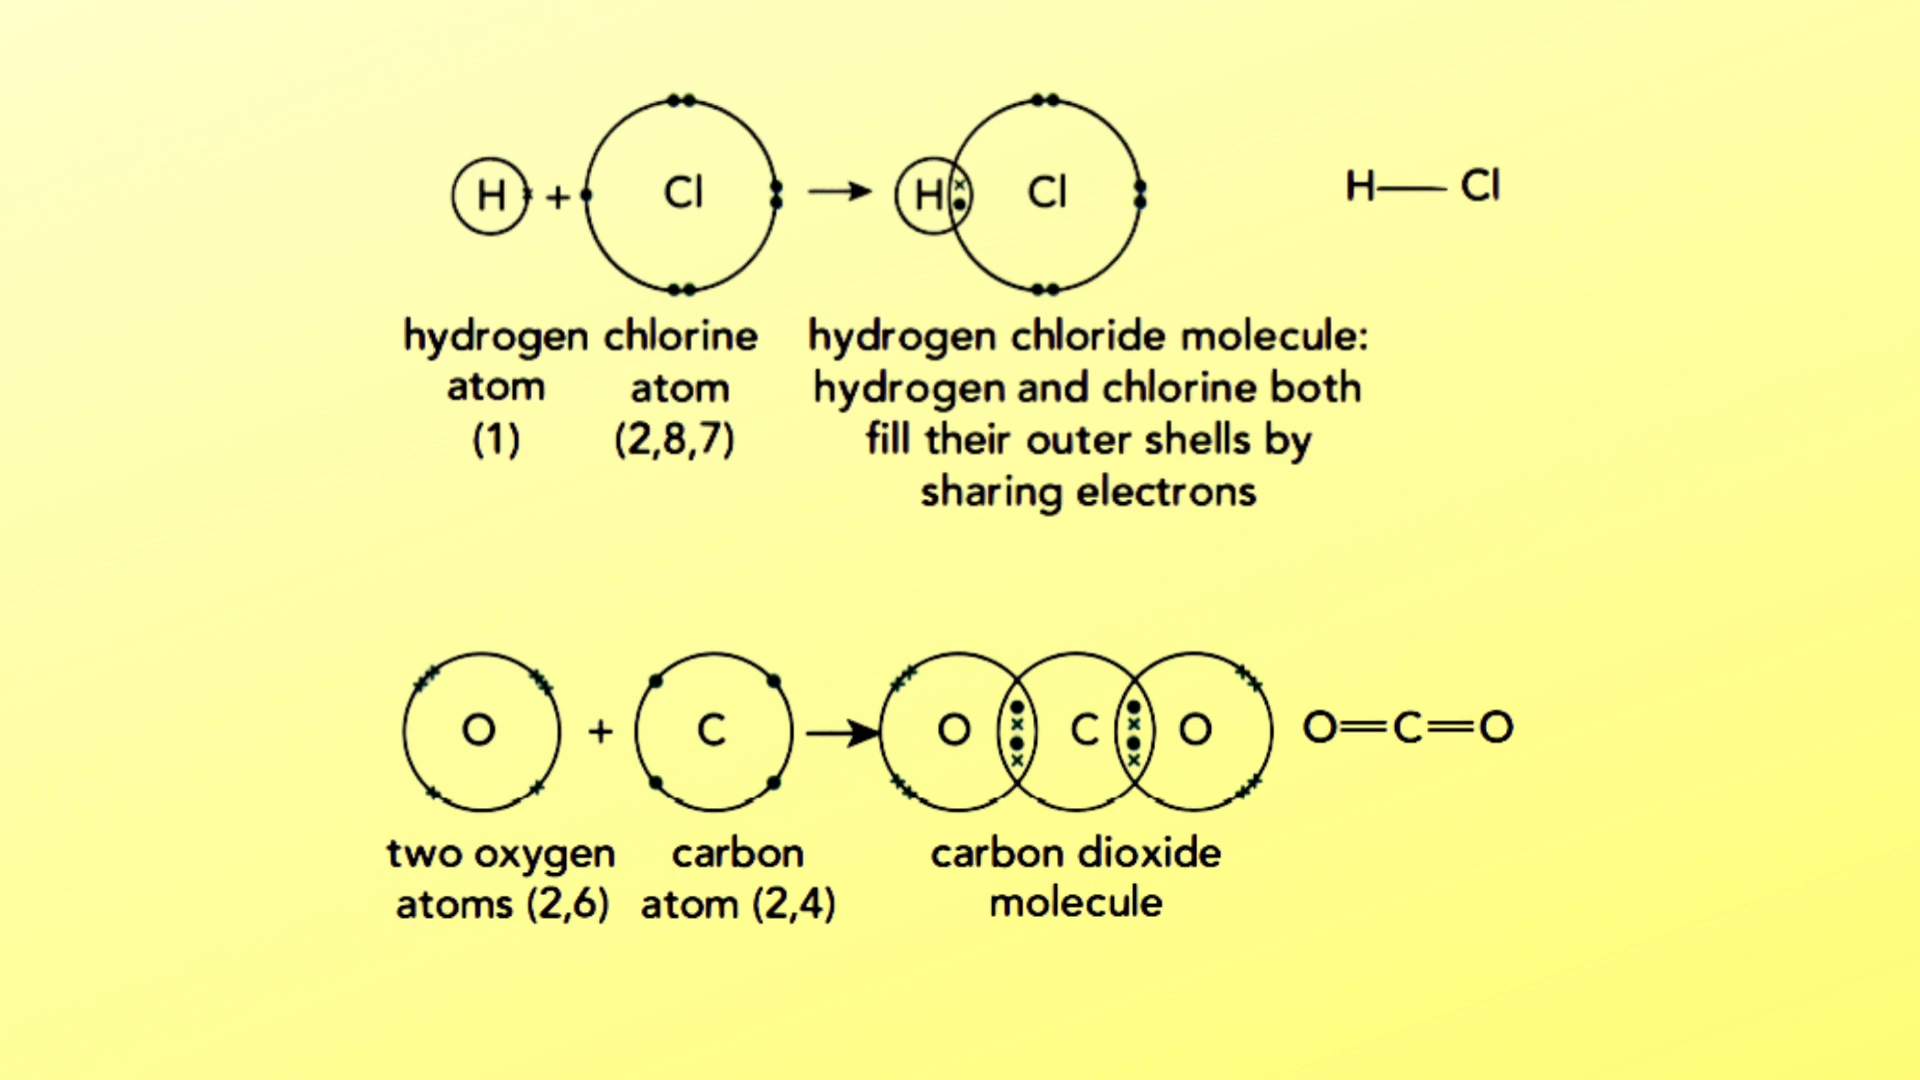 H + Cl → H Cl
H — Cl
hydrogen chlorine
atom atom
(1) (2,8,7)
hydrogen chloride molecule:
hydrogen and chlorine both
fill their outer shells by
sharing electrons
O + C → O C O
O=C=O
two oxygen
atoms (2,6)
carbon
atom (2,4)
carbon dioxide
molecule